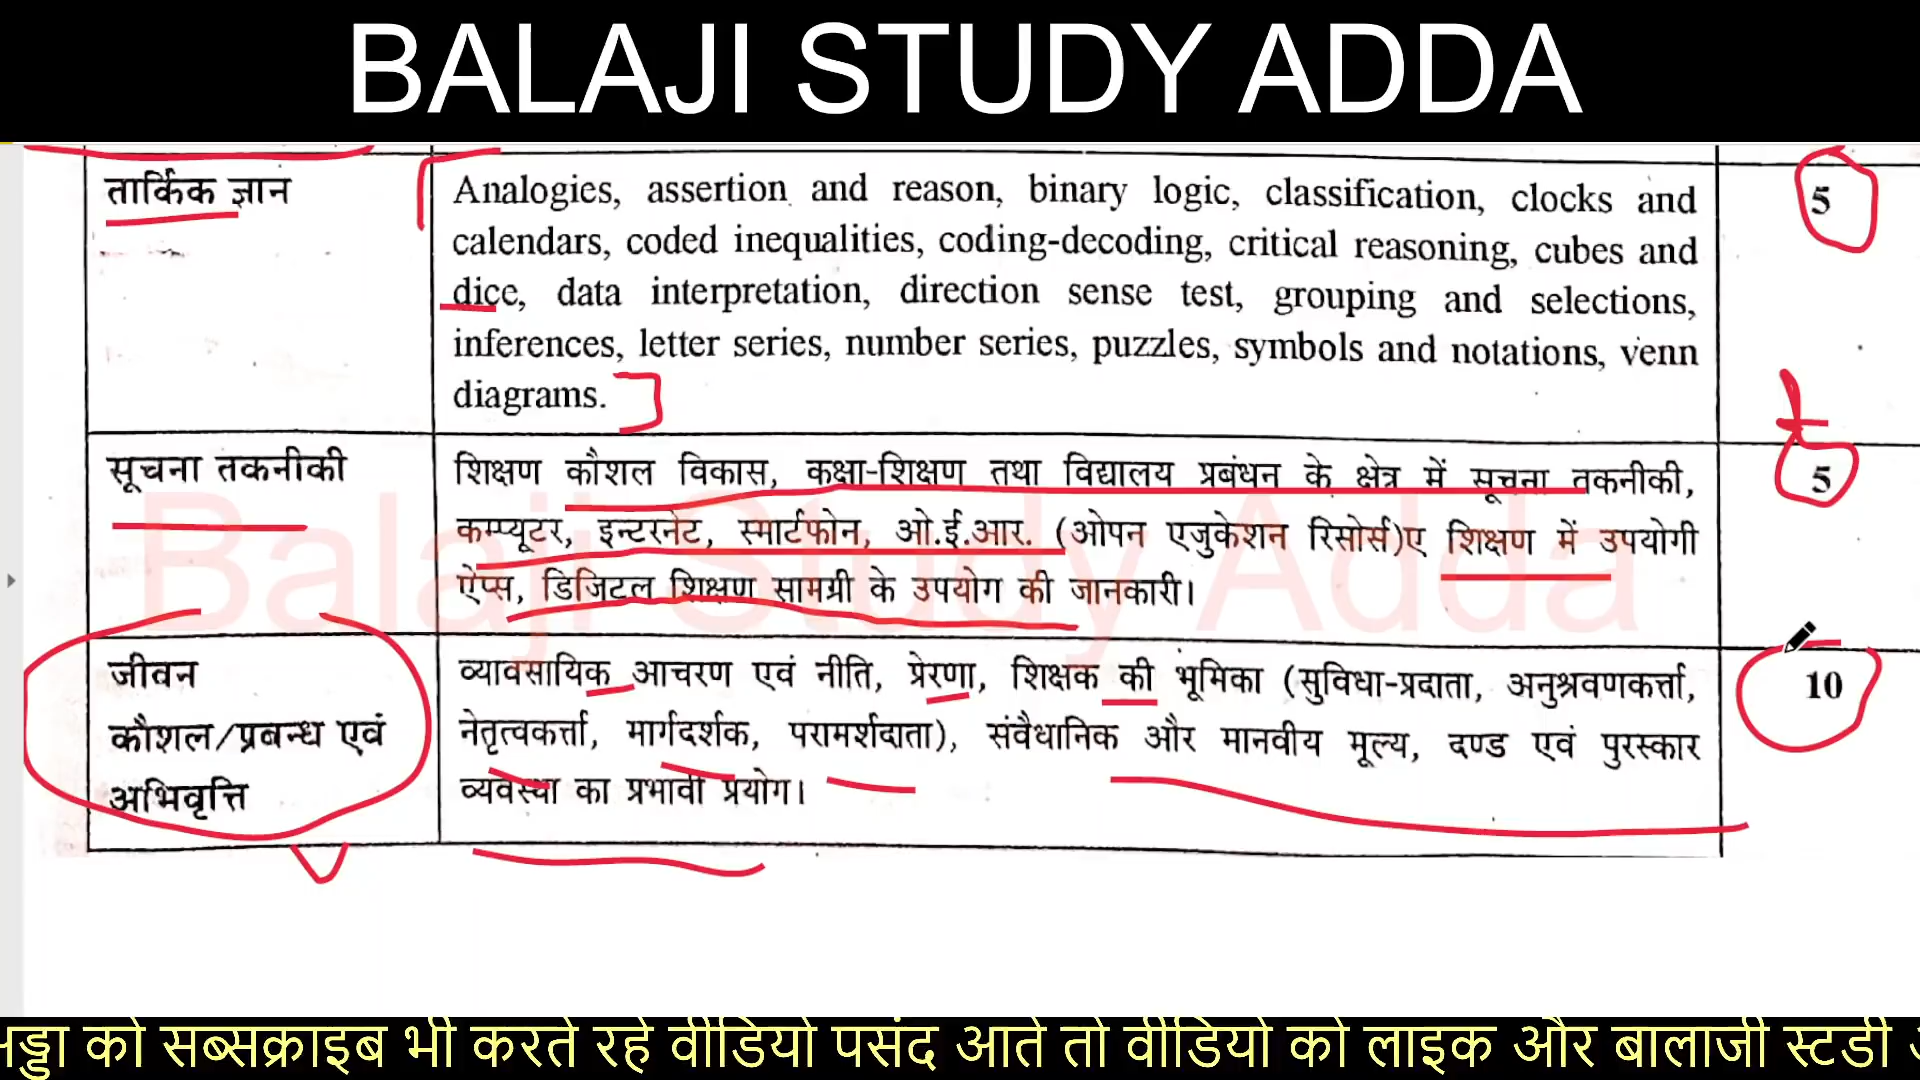 BALAJI STUDY ADDA
तार्किक ज्ञान
Analogies, assertion and reason, binary logic, classification, clocks and
calendars, coded inequalities, coding-decoding, critical reasoning, cubes and
dice, data interpretation, direction sense test, grouping and selections,
inferences, letter series, number series, puzzles, symbols and notations, venn
diagrams.
5
सूचना तकनीकी
शिक्षण कौशल विकास, कक्षा-शिक्षण तथा विद्यालय प्रबंधन के क्षेत्र में सूचना तकनीकी,
कम्प्यूटर, इन्टरनेट, स्मार्टफोन, ओ.ई.आर. (ओपन एजुकेशन रिसोर्स)ए शिक्षण में उपयोगी
ऐप्स, डिजिटल शिक्षण सामग्री के उपयोग की जानकारी।
5
Balaji Study Adda
जीवन
कौशल/प्रबन्ध एवं
अभिवृत्ति
व्यावसायिक आचरण एवं नीति, प्रेरणा, शिक्षक की भूमिका (सुविधा-प्रदाता, अनुश्रवणकर्त्ता,
नेतृत्वकर्त्ता, मार्गदर्शक, परामर्शदाता), संवैधानिक और मानवीय मूल्य, दण्ड एवं पुरस्कार
व्यवस्था का प्रभावी प्रयोग।
10
को सब्सक्राइब भी करते रहे वीडियो पसंद आते तो वीडियो को लाइक और बालाजी स्टडी